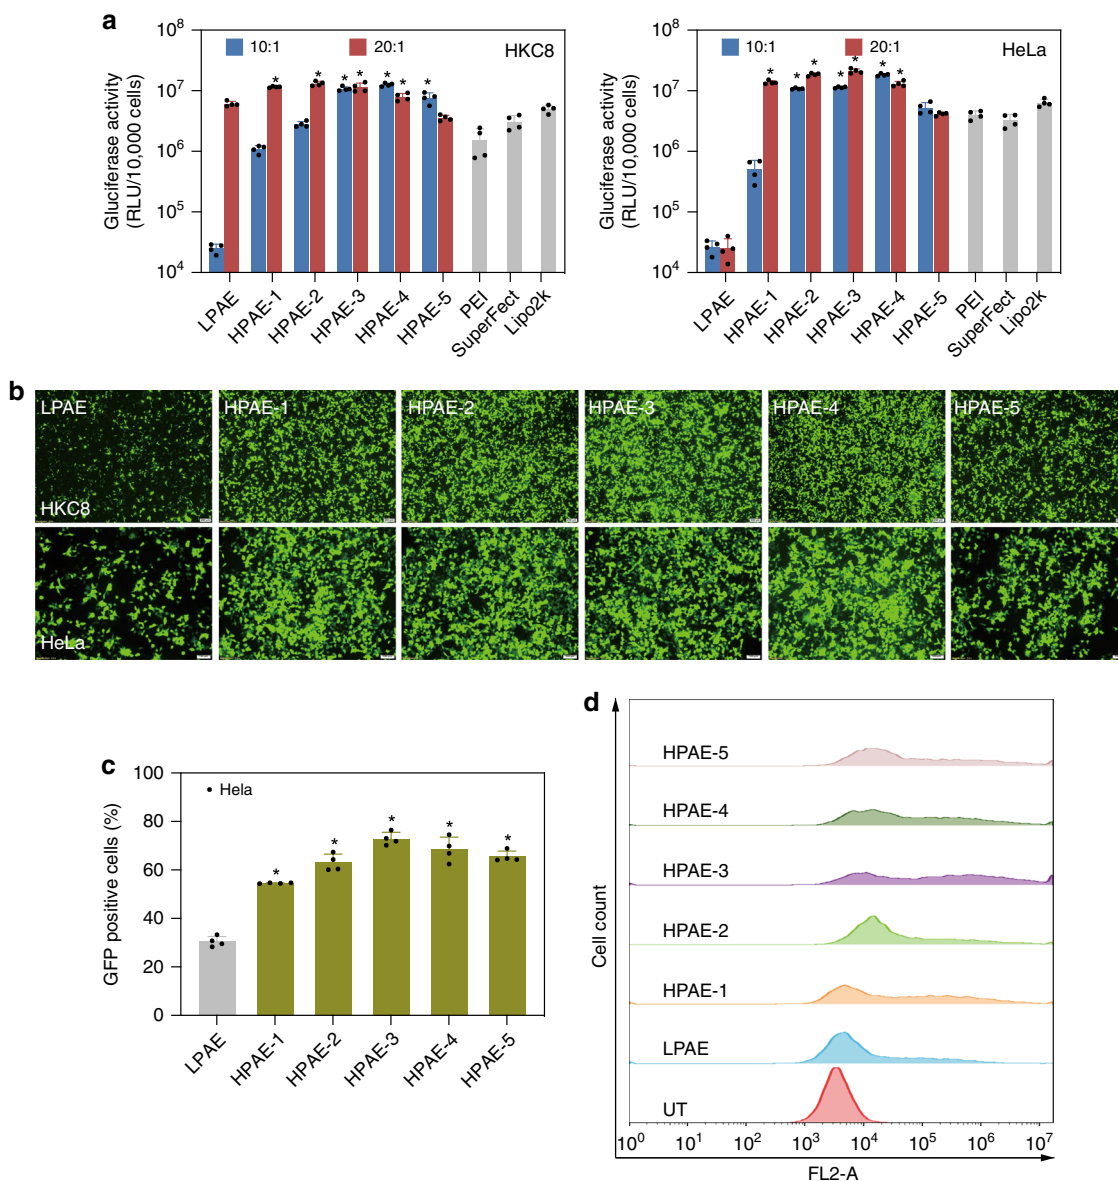 a
10⁸
10⁷
10⁶
10⁵
10⁴
Gluciferase activity
(RLU/10,000 cells)
10:1
20:1
HKC8
* * * * * * *
LPAE
HPAE-1
HPAE-2
HPAE-3
HPAE-4
HPAE-5
PEI
SuperFect
Lipo2k
10⁸
10⁷
10⁶
10⁵
10⁴
Gluciferase activity
(RLU/10,000 cells)
10:1
20:1
HeLa
* * * * * * *
LPAE
HPAE-1
HPAE-2
HPAE-3
HPAE-4
HPAE-5
PEI
SuperFect
Lipo2k
b
LPAE
HPAE-1
HPAE-2
HPAE-3
HPAE-4
HPAE-5
HKC8
HeLa
c
GFP positive cells (%)
100
80
60
40
20
0
Hela
* * * * *
LPAE
HPAE-1
HPAE-2
HPAE-3
HPAE-4
HPAE-5
d
Cell count
HPAE-5
HPAE-4
HPAE-3
HPAE-2
HPAE-1
LPAE
UT
10⁰ 10¹ 10² 10³ 10⁴ 10⁵ 10⁶ 10⁷
FL2-A